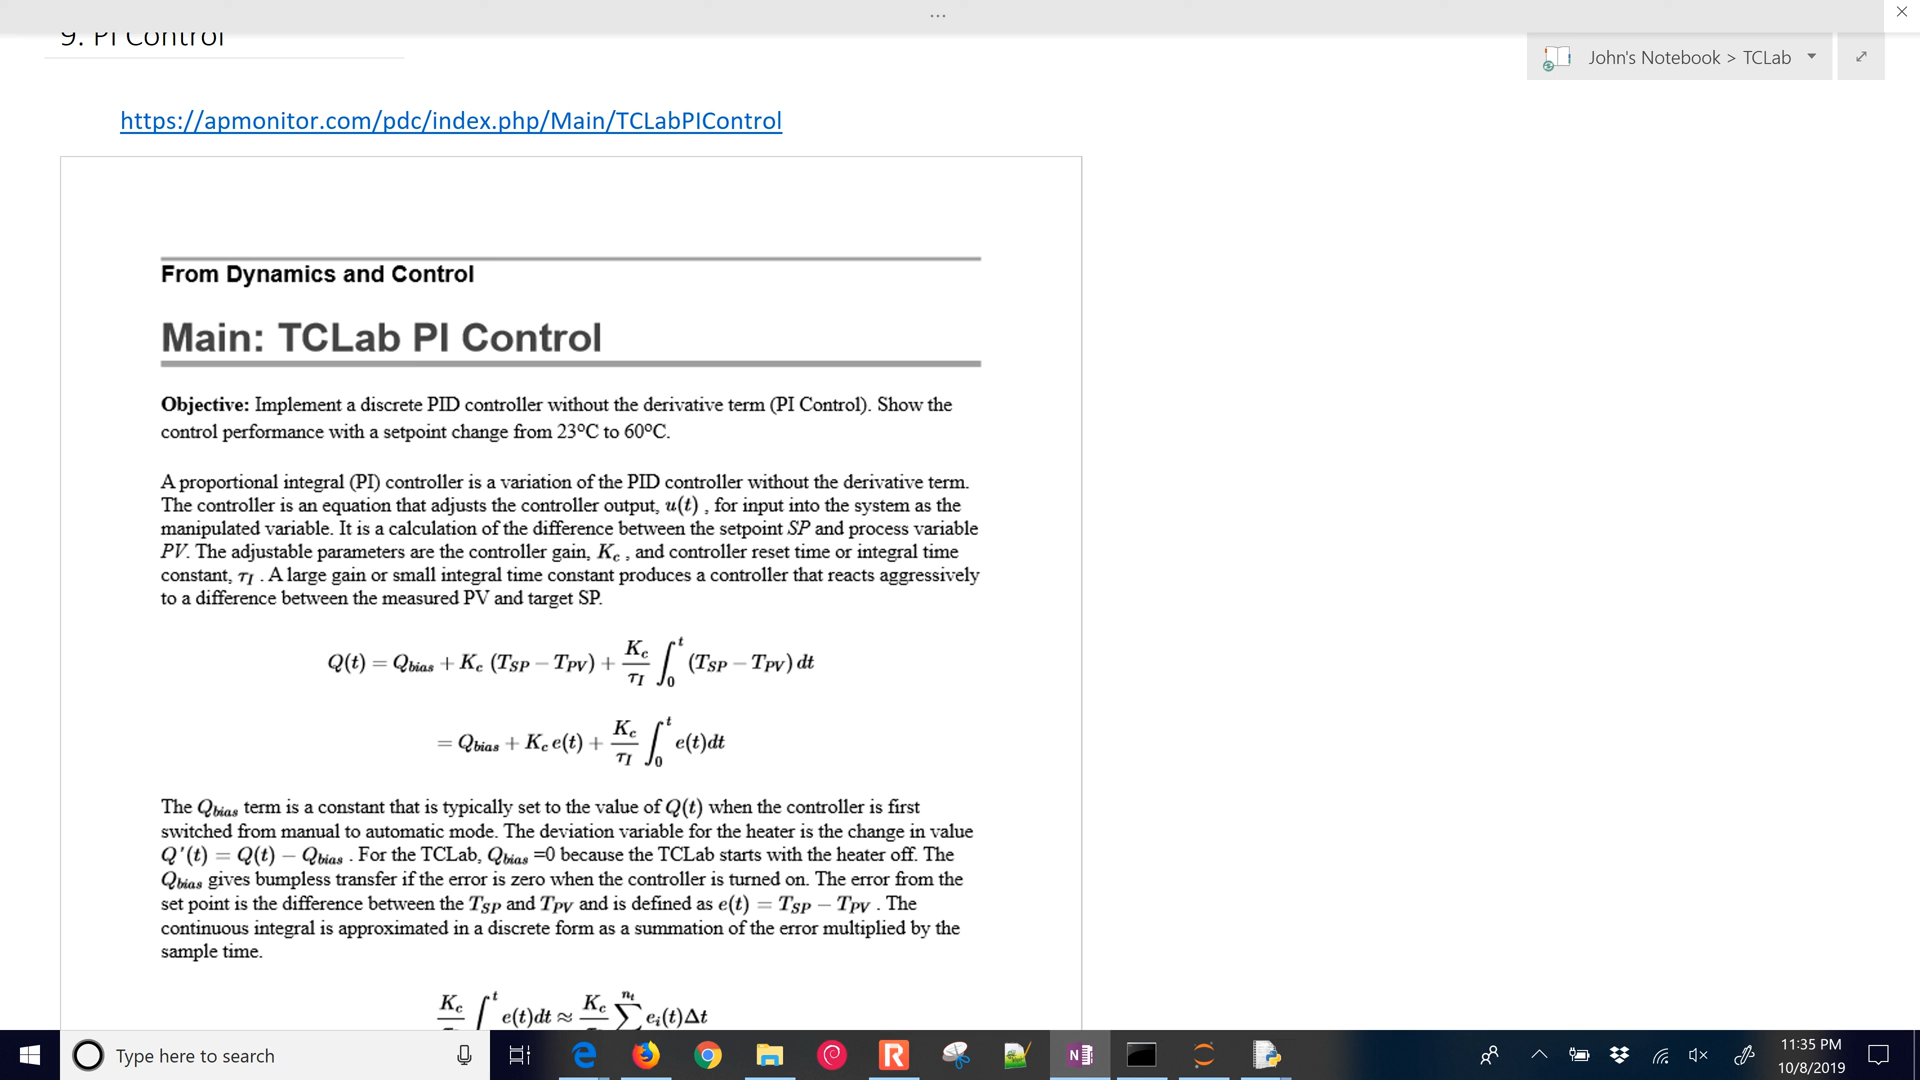 ...
9. PI Control
John's Notebook > TCLab
https://apmonitor.com/pdc/index.php/Main/TCLabPIControl
From Dynamics and Control
Main: TCLab PI Control
Objective: Implement a discrete PID controller without the derivative term (PI Control). Show the
control performance with a setpoint change from 23°C to 60°C.
A proportional integral (PI) controller is a variation of the PID controller without the derivative term.
The controller is an equation that adjusts the controller output, u(t) , for input into the system as the
manipulated variable. It is a calculation of the difference between the setpoint SP and process variable
PV. The adjustable parameters are the controller gain, K_c , and controller reset time or integral time
constant, τ_I . A large gain or small integral time constant produces a controller that reacts aggressively
to a difference between the measured PV and target SP.
Q(t) = Q_bias + K_c (T_SP − T_PV) + K_c/τ_I ∫_0^t (T_SP − T_PV) dt
= Q_bias + K_c e(t) + K_c/τ_I ∫_0^t e(t)dt
The Q_bias term is a constant that is typically set to the value of Q(t) when the controller is first
switched from manual to automatic mode. The deviation variable for the heater is the change in value
Q'(t) = Q(t) − Q_bias . For the TCLab, Q_bias =0 because the TCLab starts with the heater off. The
Q_bias gives bumpless transfer if the error is zero when the controller is turned on. The error from the
set point is the difference between the T_SP and T_PV and is defined as e(t) = T_SP − T_PV . The
continuous integral is approximated in a discrete form as a summation of the error multiplied by the
sample time.
K_c ∫^t e(t)dt ≈ K_c ∑^n_t e_i(t)Δt
Type here to search
N
R
11:35 PM
10/8/2019